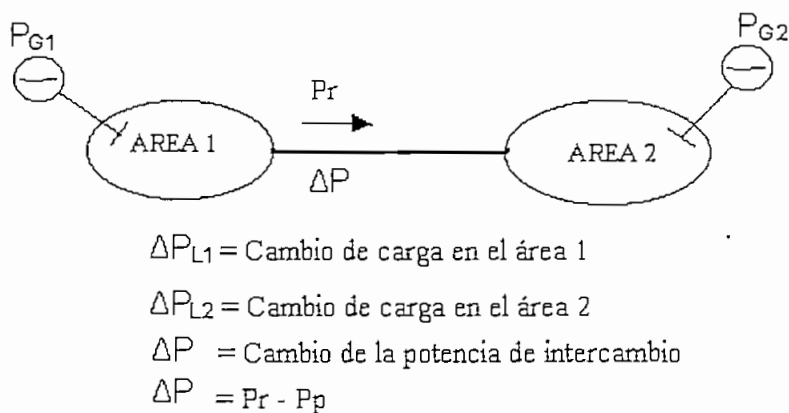 PG1
PG2
Pr
AREA 1
AREA 2
ΔP
ΔPL1 = Cambio de carga en el área 1
ΔPL2 = Cambio de carga en el área 2
ΔP = Cambio de la potencia de intercambio
ΔP = Pr - Pp